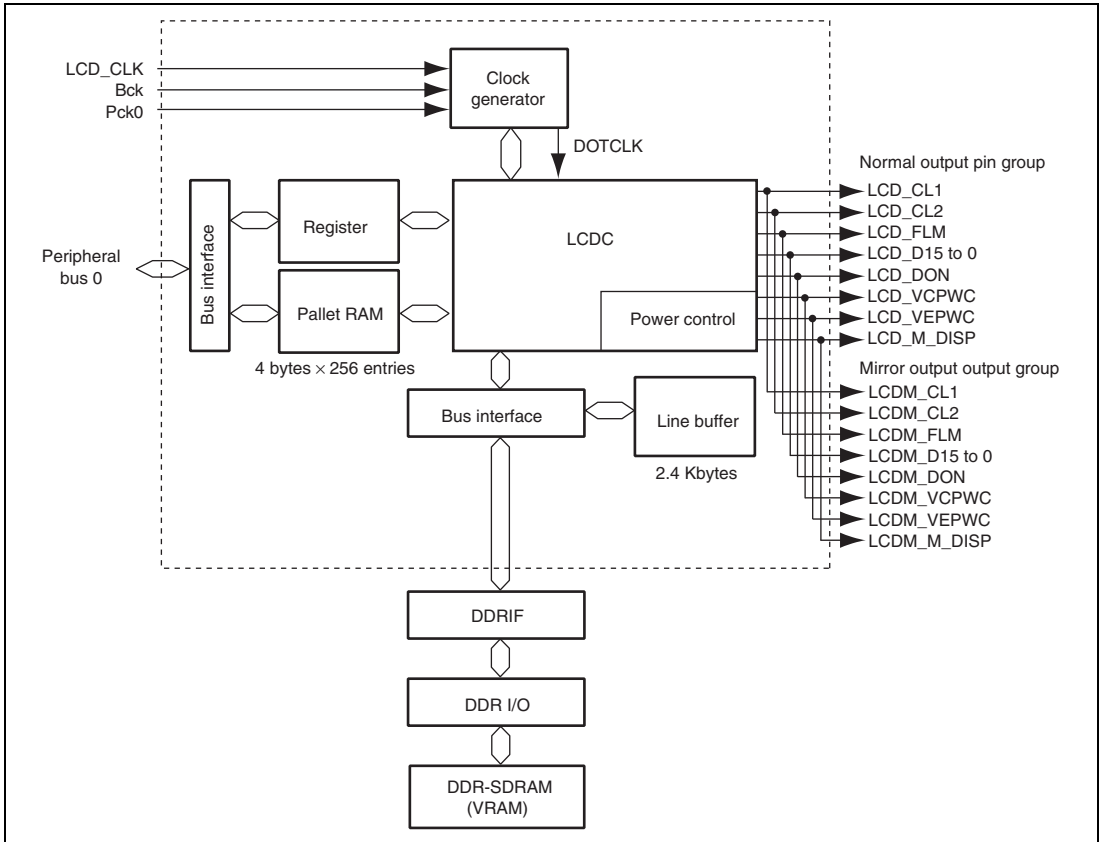 LCD_CLK
Bck
Pck0
Clock
generator
DOTCLK
Normal output pin group
LCD_CL1
LCD_CL2
LCD_FLM
LCD_D15 to 0
LCD_DON
LCD_VCPWC
LCD_VEPWC
LCD_M_DISP
Peripheral
bus 0
Bus interface
Register
Pallet RAM
4 bytes × 256 entries
LCDC
Power control
Mirror output output group
LCDM_CL1
LCDM_CL2
LCDM_FLM
LCDM_D15 to 0
LCDM_DON
LCDM_VCPWC
LCDM_VEPWC
LCDM_M_DISP
Bus interface
Line buffer
2.4 Kbytes
DDRIF
DDR I/O
DDR-SDRAM
(VRAM)